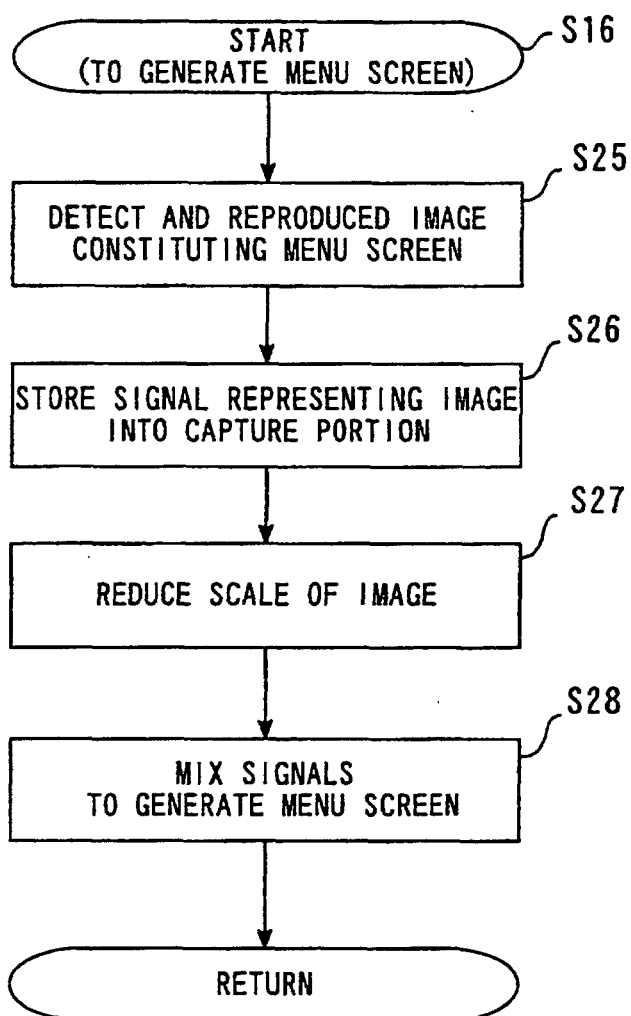 START
(TO GENERATE MENU SCREEN)
S16
S25
DETECT AND REPRODUCED IMAGE
CONSTITUTING MENU SCREEN
S26
STORE SIGNAL REPRESENTING IMAGE
INTO CAPTURE PORTION
S27
REDUCE SCALE OF IMAGE
S28
MIX SIGNALS
TO GENERATE MENU SCREEN
RETURN